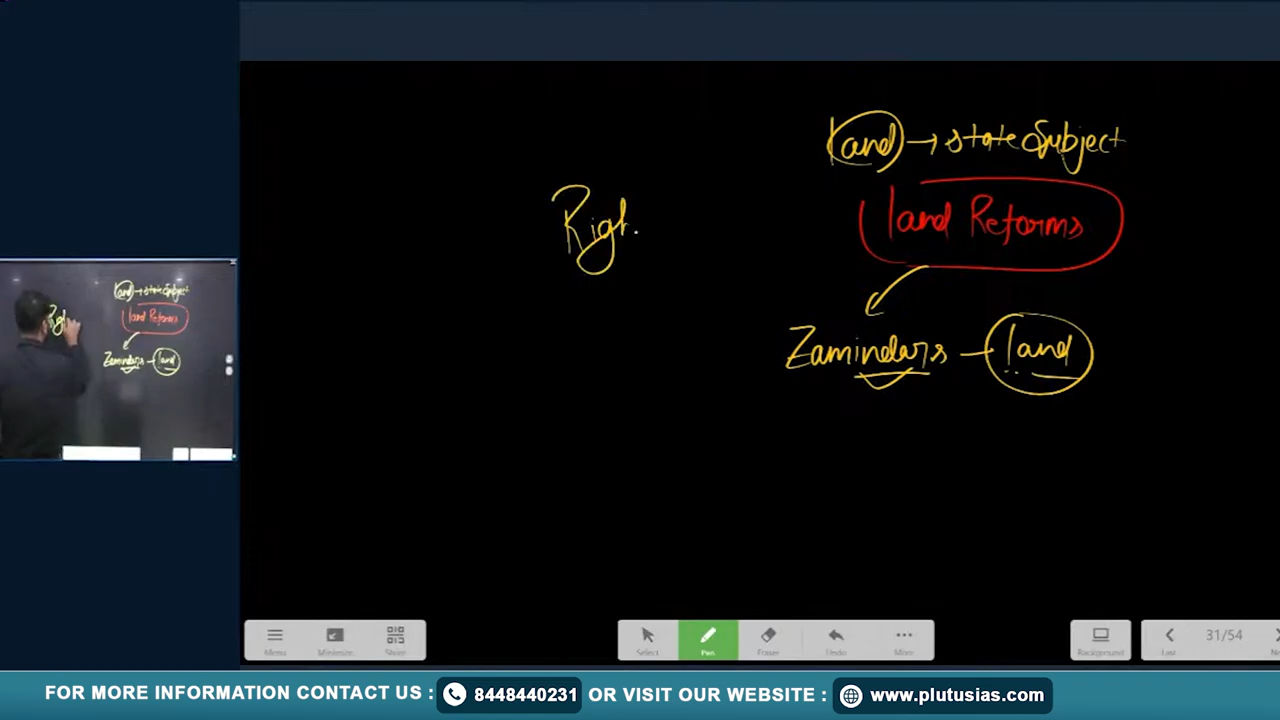 Land → State Subject
Land Reforms
Righ
Zamindars - Land
Menu
Minimize
Share
Select
Pen
Eraser
Undo
More
Background
Last
31/54
FOR MORE INFORMATION CONTACT US : 8448440231 OR VISIT OUR WEBSITE : www.plutusias.com